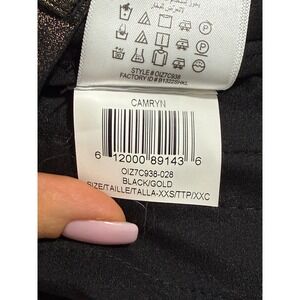 STYLE # OIZ7C938
CAMRYN
6 12000 89143 6
OIZ7C938-028
BLACK/GOLD
SIZE/TAILLE/TALLA-XXS/TTP/XXC